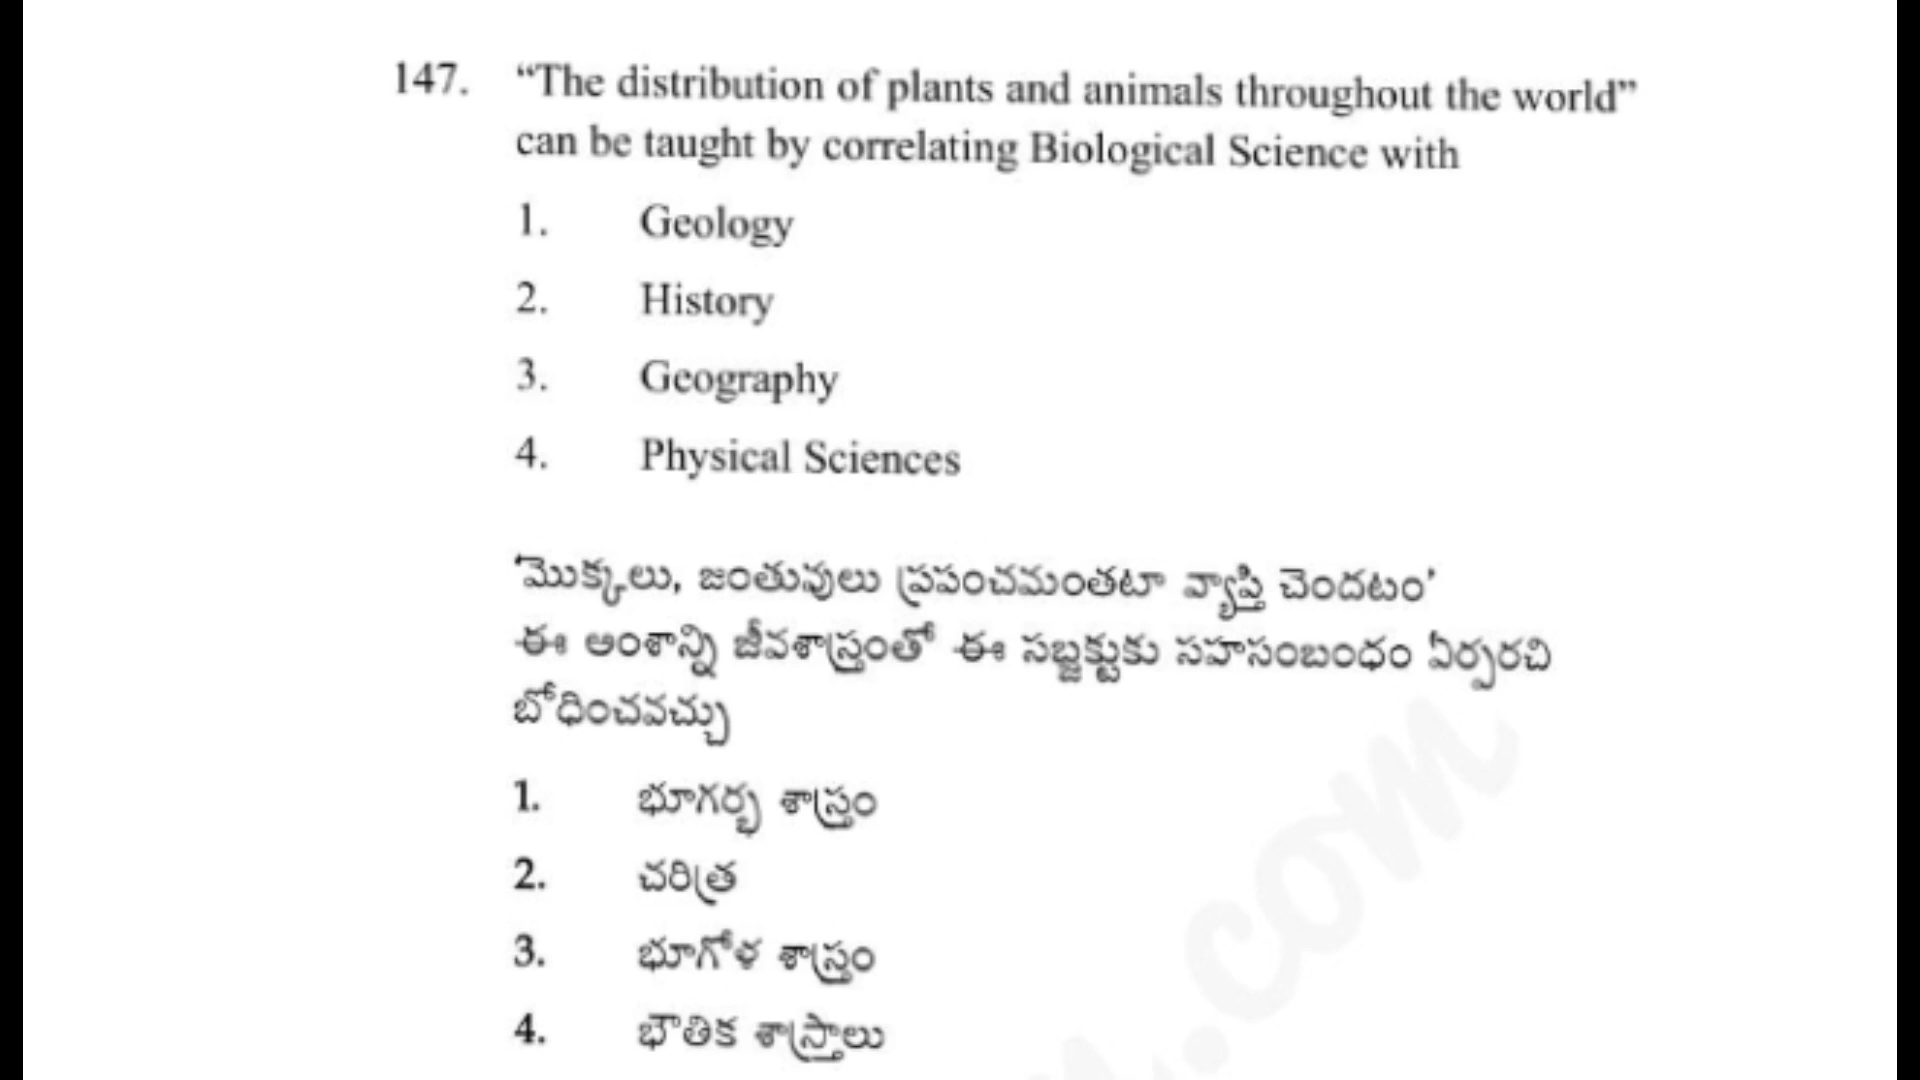 147. “The distribution of plants and animals throughout the world”
can be taught by correlating Biological Science with
1. Geology
2. History
3. Geography
4. Physical Sciences
'మొక్కలు, జంతువులు ప్రపంచమంతటా వ్యాప్తి చెందటం'
ఈ అంశాన్ని జీవశాస్త్రంతో ఈ సబ్జక్టుకు సహసంబంధం ఏర్పరచి
బోధించవచ్చు
1. భూగర్భ శాస్త్రం
2. చరిత్ర
3. భూగోళ శాస్త్రం
4. భౌతిక శాస్త్రాలు
.com